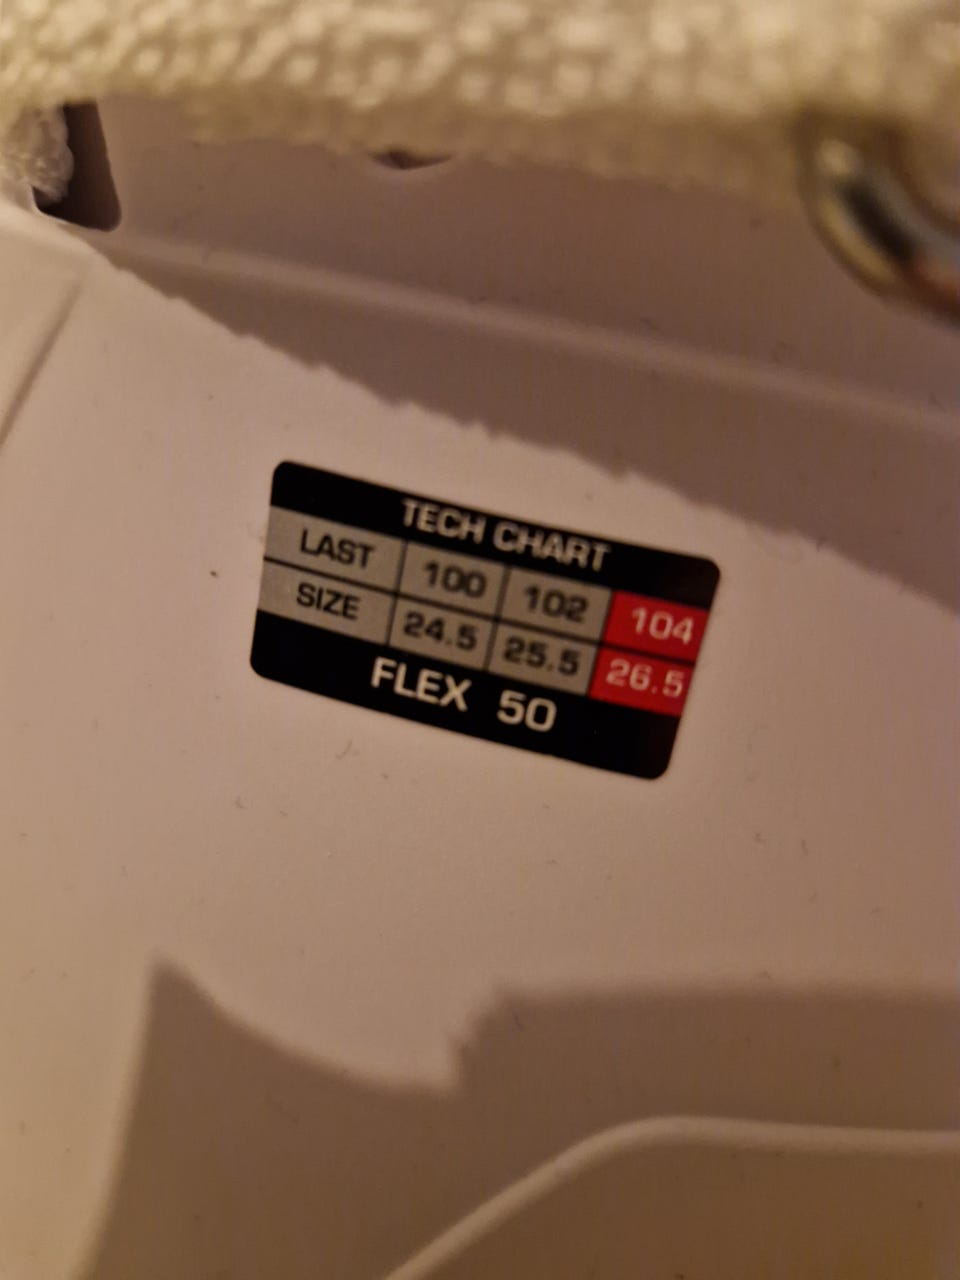 TECH CHART
LAST 100 102 104
SIZE 24.5 25.5 26.5
FLEX 50